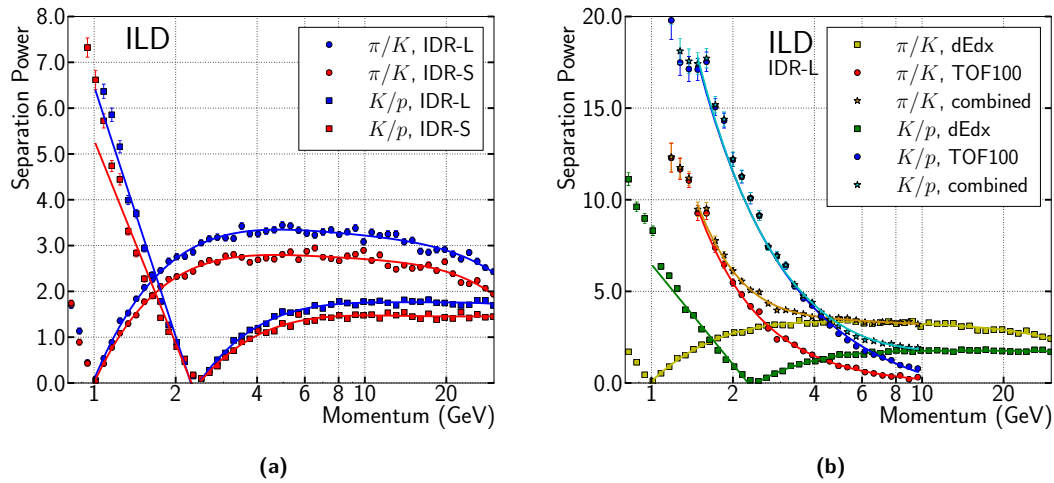 ILD
π/K, IDR-L
π/K, IDR-S
K/p, IDR-L
K/p, IDR-S
Separation Power
8.0
7.0
6.0
5.0
4.0
3.0
2.0
1.0
0.0
1 2 4 6 8 10 20
Momentum (GeV)
(a)
ILD
IDR-L
π/K, dEdx
π/K, TOF100
π/K, combined
K/p, dEdx
K/p, TOF100
K/p, combined
Separation Power
20.0
15.0
10.0
5.0
0.0
1 2 4 6 8 10 20
Momentum (GeV)
(b)